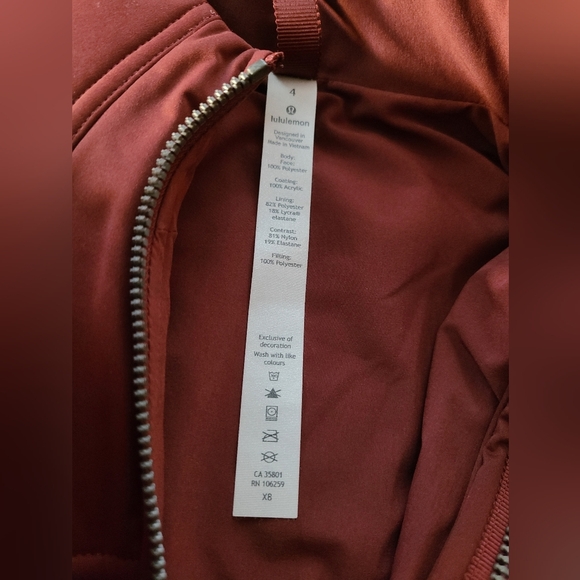 4
lululemon
Designed in
Vancouver
Made in Vietnam
Body:
Face:
100% Polyester
Coating:
100% Acrylic
Lining:
82% Polyester
18% Lycra®
elastane
Contrast:
81% Nylon
19% Elastane
Filling:
100% Polyester
Exclusive of
decoration
Wash with like
colours
CA 35801
RN 106259
XB